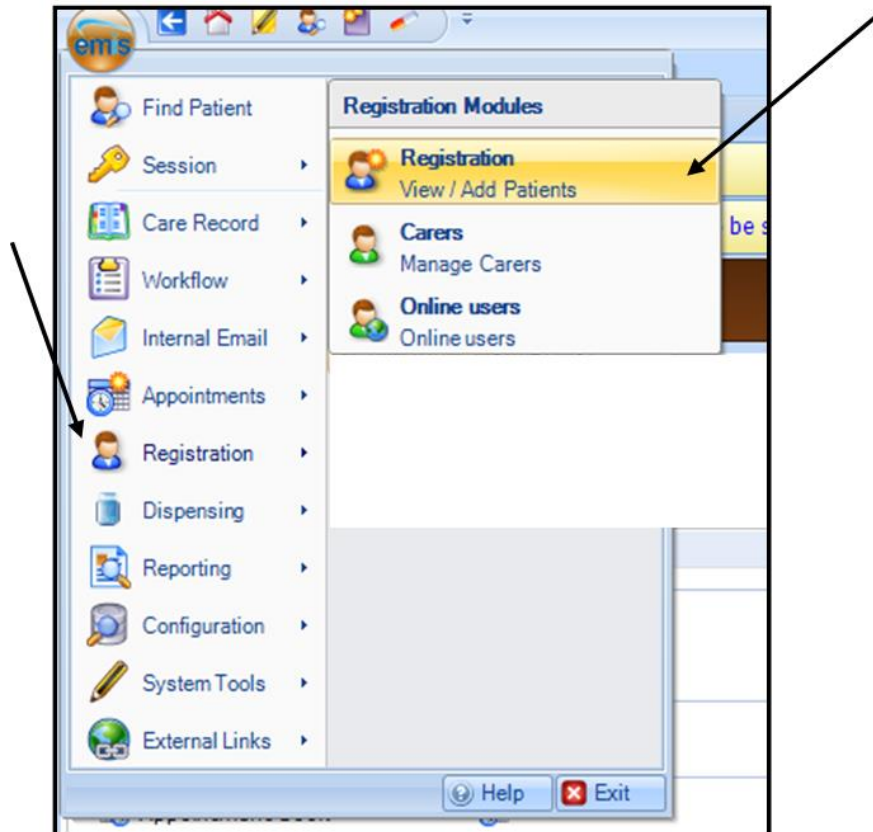 emis
Find Patient
Session
Care Record
Workflow
Internal Email
Appointments
Registration
Dispensing
Reporting
Configuration
System Tools
External Links
Registration Modules
Registration
View / Add Patients
Carers
Manage Carers
Online users
Online users
be s
Help
Exit